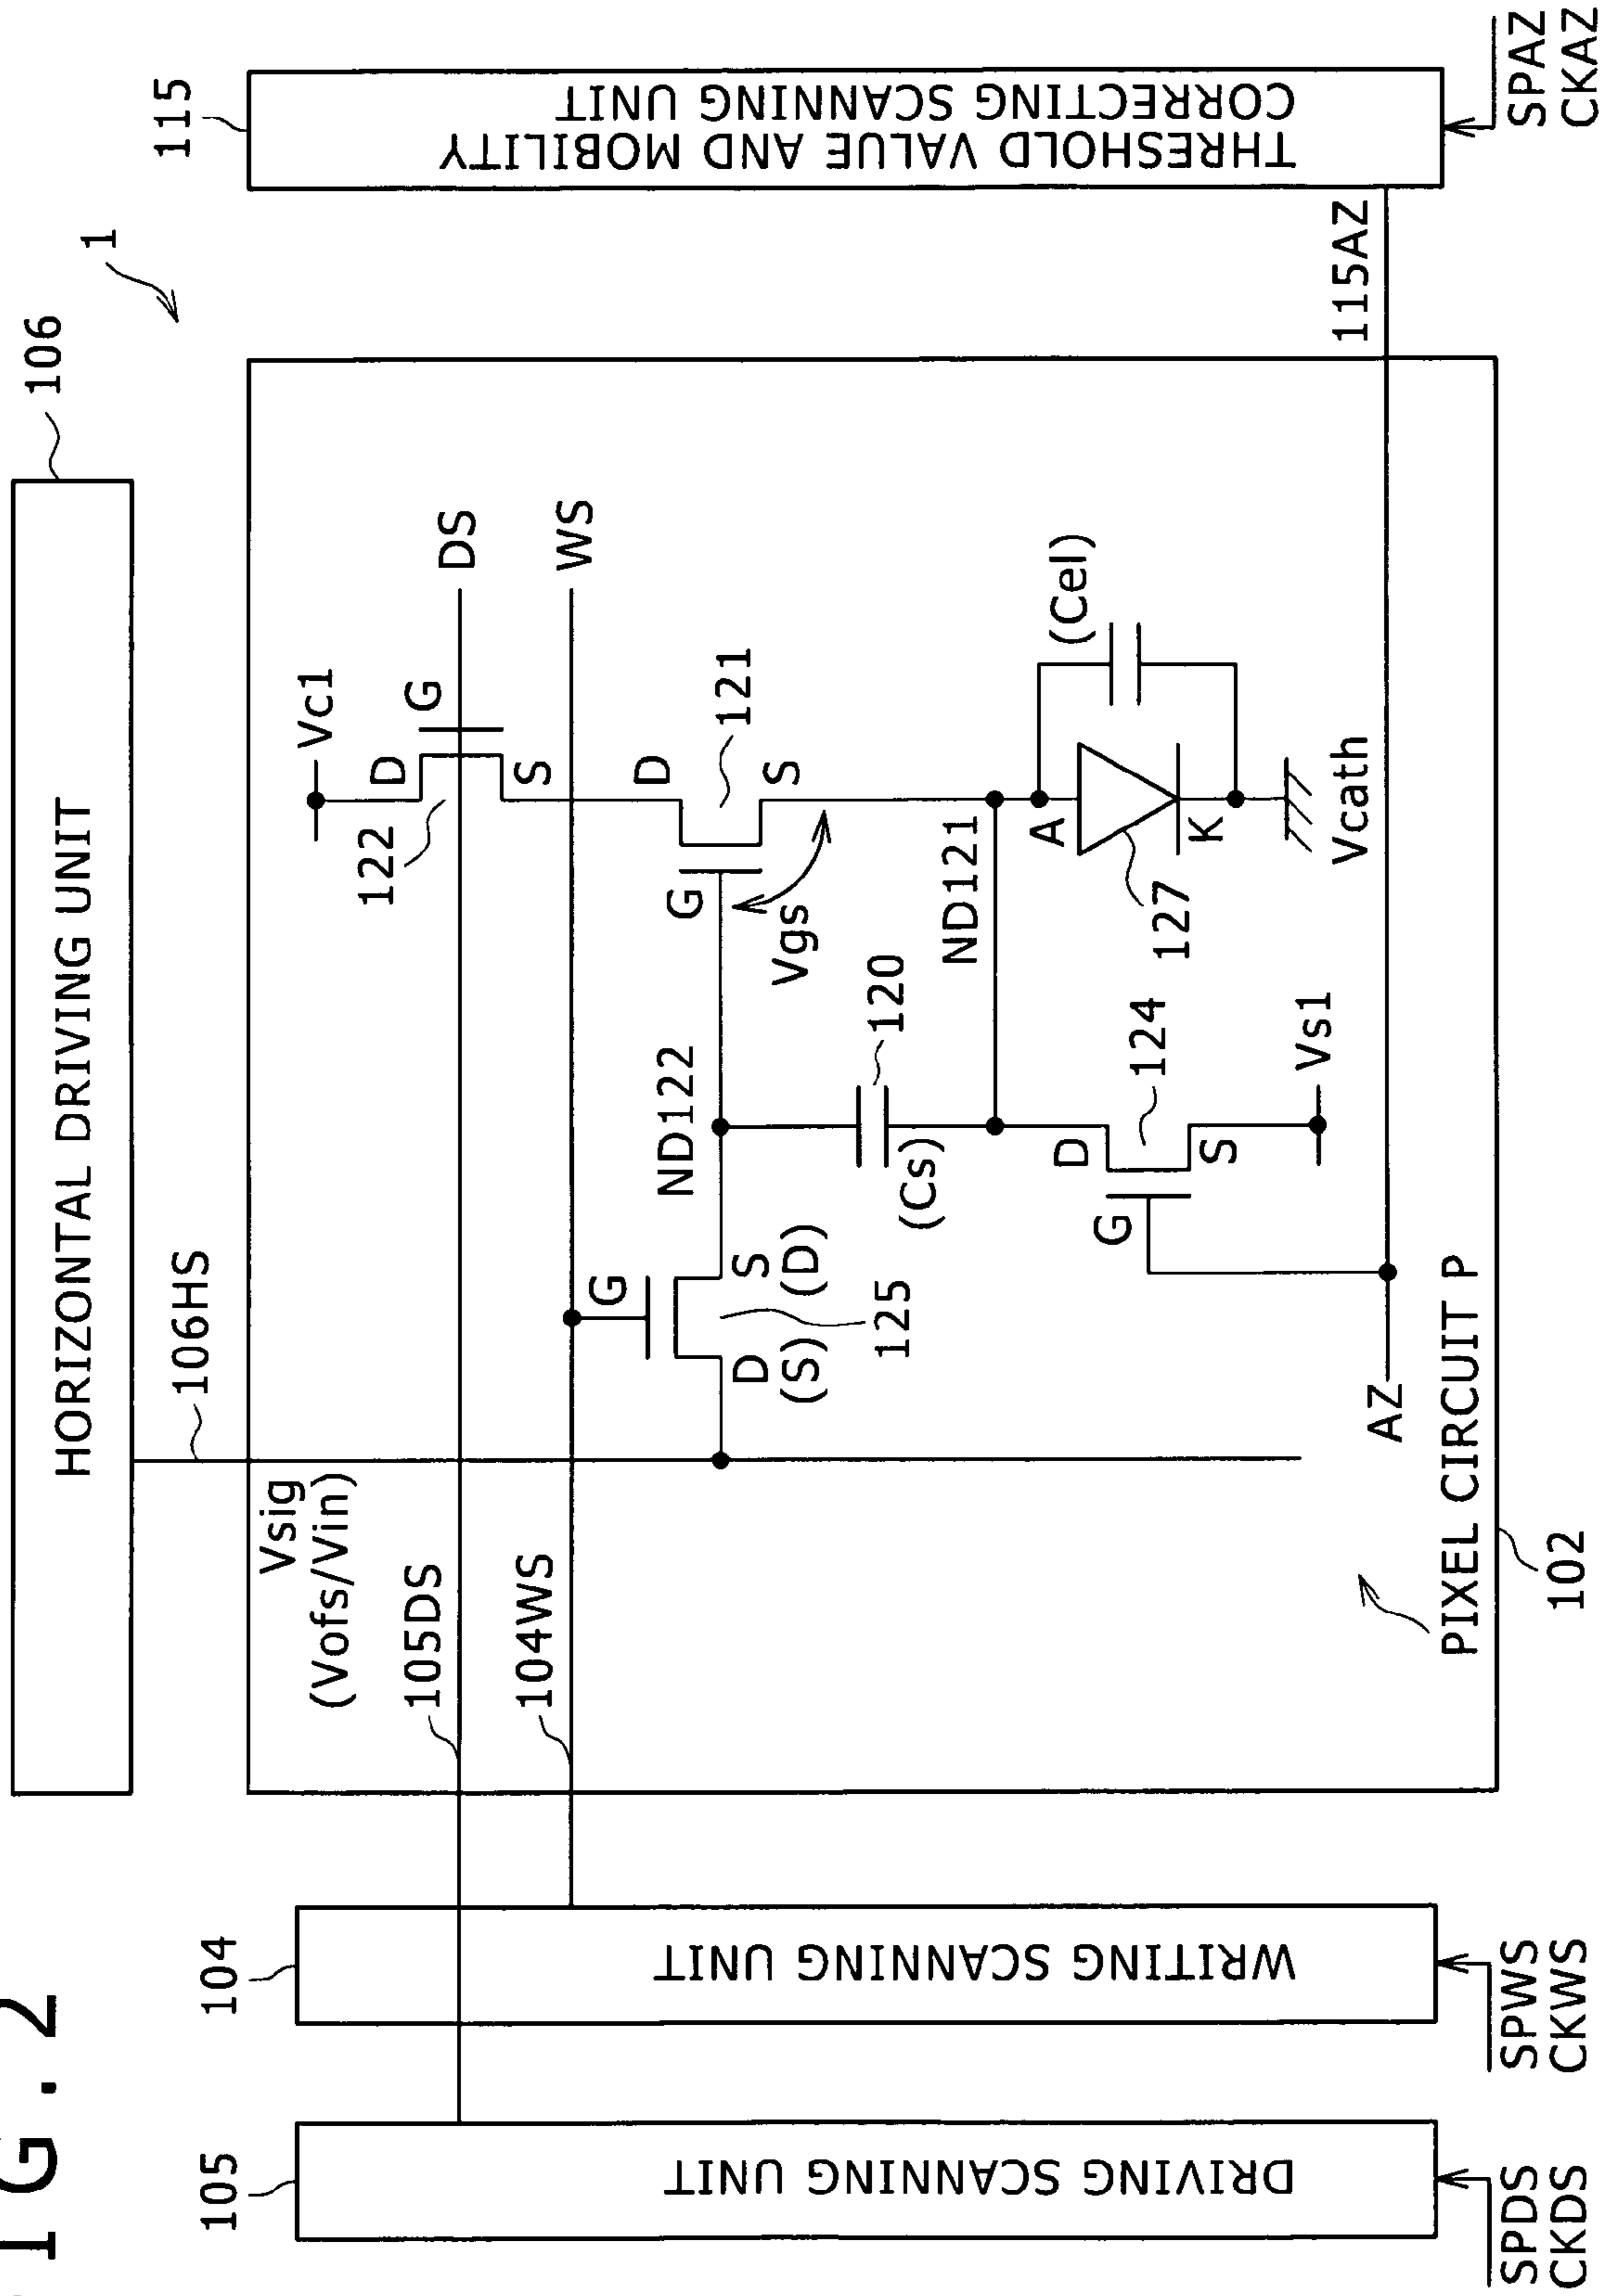 FIG. 2
HORIZONTAL DRIVING UNIT
106
1
106HS
Vsig
(Vofs/Vin)
105
104
115
DRIVING SCANNING UNIT
WRITING SCANNING UNIT
THRESHOLD VALUE AND MOBILITY
CORRECTING SCANNING UNIT
Vc1
105DS
122
D
G
S
DS
104WS
WS
G
D
(S)
S
(D)
125
ND122
G
D
S
121
Vgs
120
(Cs)
ND121
A
K
127
(Cel)
Vcath
D
G
S
124
Vs1
AZ
115AZ
PIXEL CIRCUIT P
102
SPDS
CKDS
SPWS
CKWS
SPAZ
CKAZ